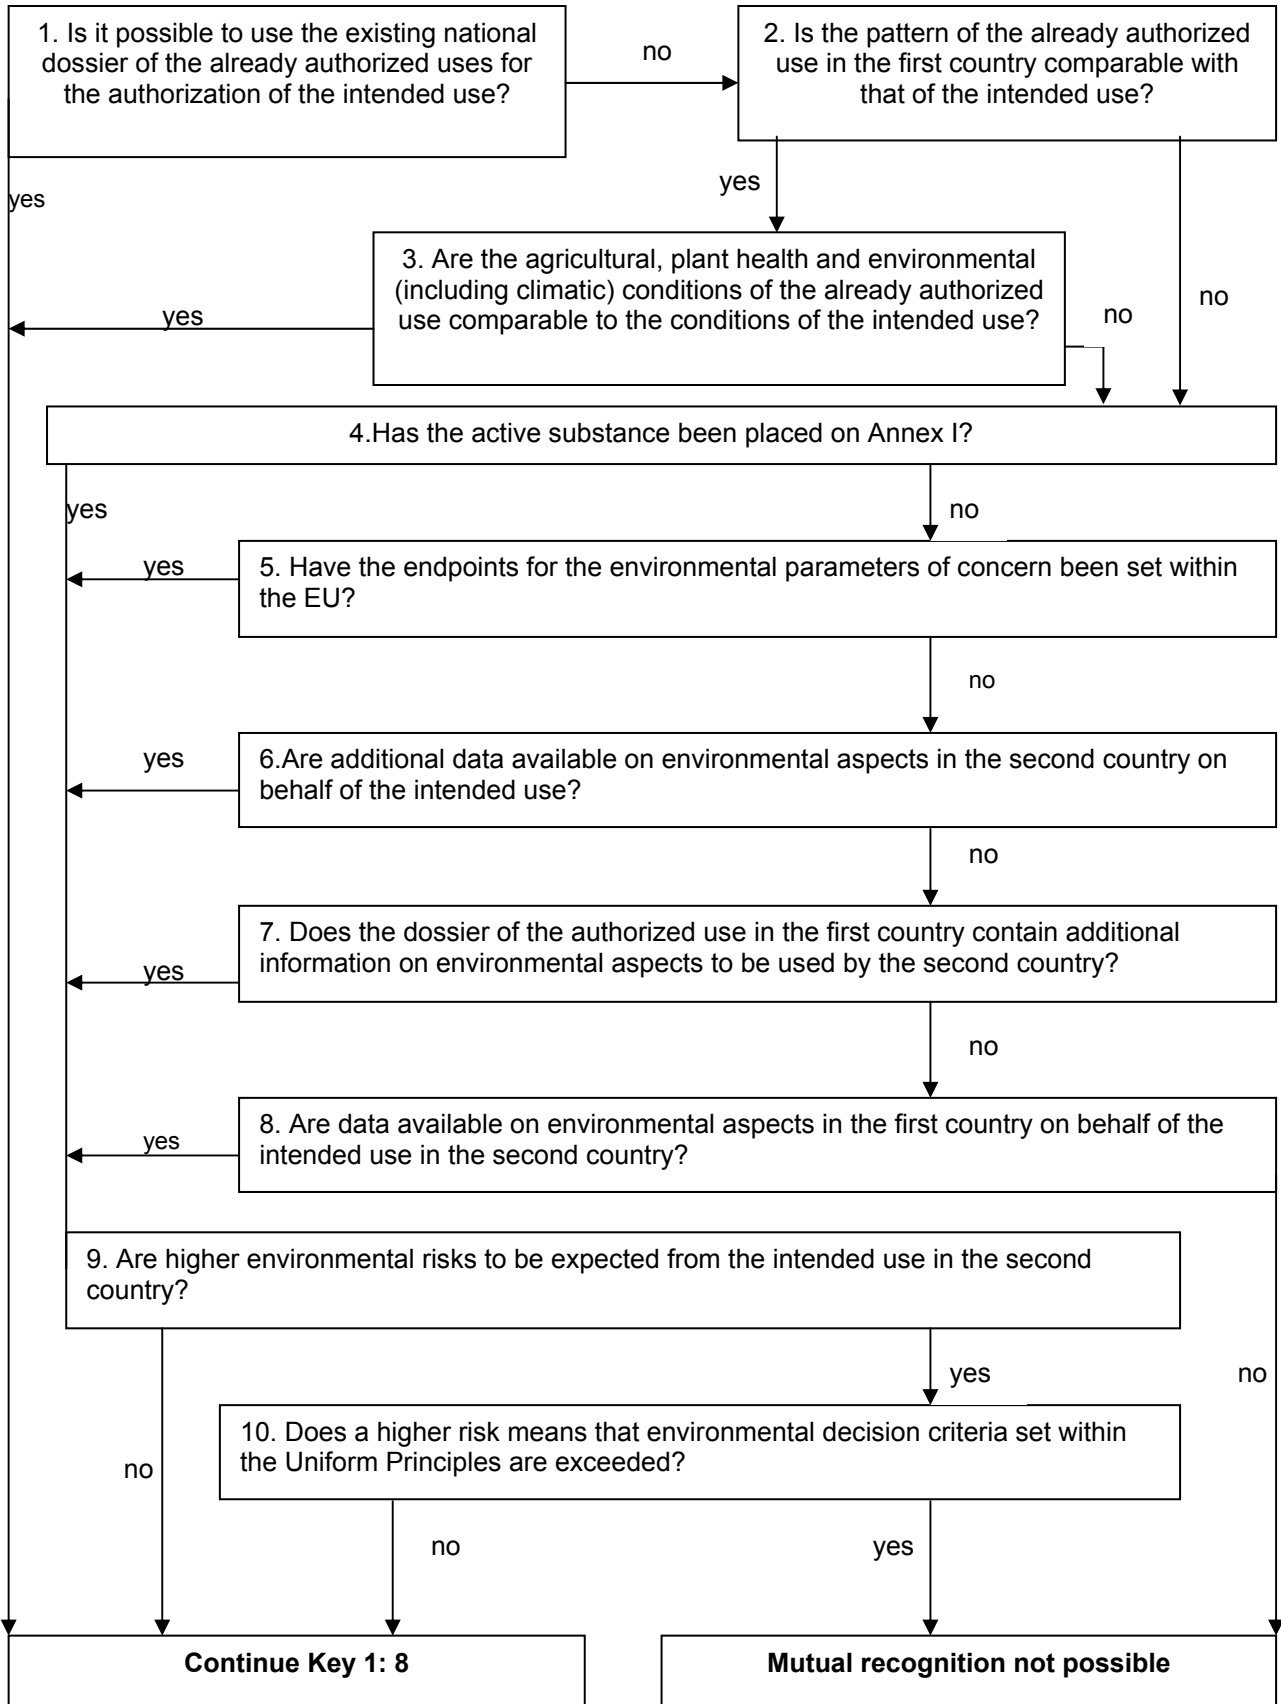 1. Is it possible to use the existing national
dossier of the already authorized uses for
the authorization of the intended use?
no
2. Is the pattern of the already authorized
use in the first country comparable with
that of the intended use?
yes
yes
3. Are the agricultural, plant health and environmental
(including climatic) conditions of the already authorized
use comparable to the conditions of the intended use?
yes
no
no
4.Has the active substance been placed on Annex I?
yes
no
yes
5. Have the endpoints for the environmental parameters of concern been set within
the EU?
no
yes
6.Are additional data available on environmental aspects in the second country on
behalf of the intended use?
no
yes
7. Does the dossier of the authorized use in the first country contain additional
information on environmental aspects to be used by the second country?
no
yes
8. Are data available on environmental aspects in the first country on behalf of the
intended use in the second country?
9. Are higher environmental risks to be expected from the intended use in the second
country?
yes
no
no
10. Does a higher risk means that environmental decision criteria set within
the Uniform Principles are exceeded?
no
yes
Continue Key 1: 8
Mutual recognition not possible